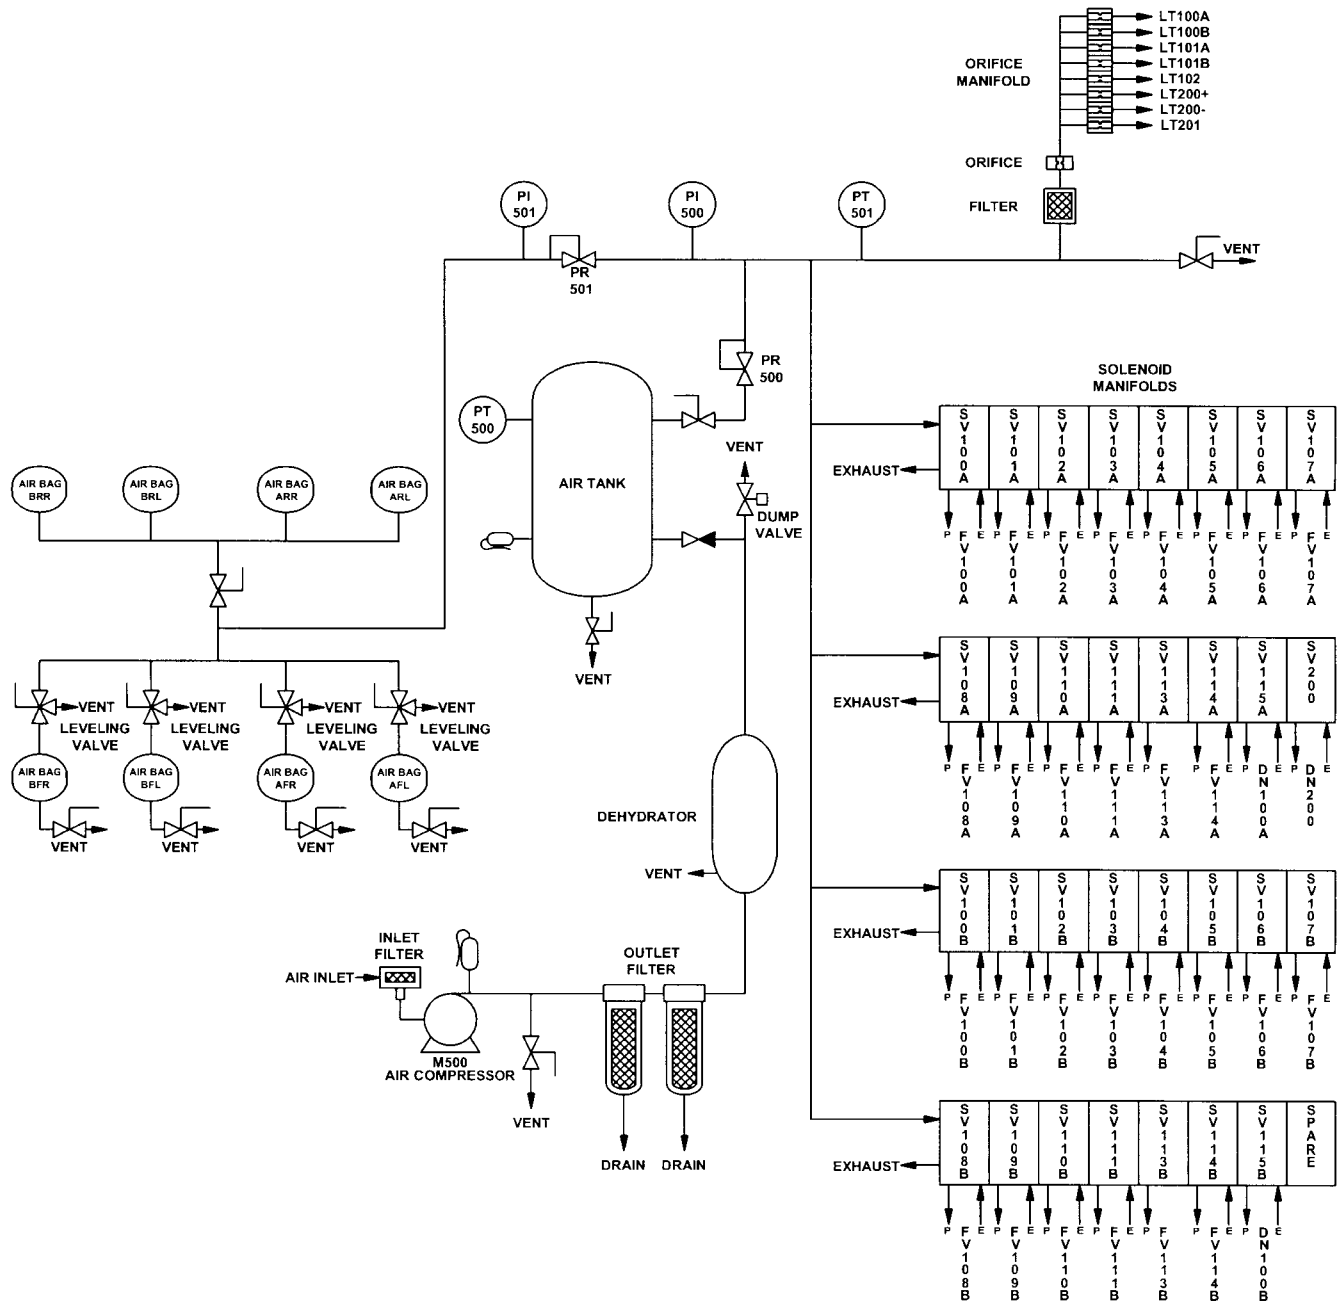 LT100A
LT100B
LT101A
LT101B
LT102
LT200+
LT200-
LT201
ORIFICE
MANIFOLD
ORIFICE
FILTER
PI
501
PI
500
PT
501
VENT
PR
501
PR
500
PT
500
AIR TANK
VENT
DUMP
VALVE
VENT
AIR BAG
BRR
AIR BAG
BRL
AIR BAG
ARR
AIR BAG
ARL
VENT
LEVELING
VALVE
VENT
LEVELING
VALVE
VENT
LEVELING
VALVE
VENT
LEVELING
VALVE
AIR BAG
BFR
AIR BAG
BFL
AIR BAG
AFR
AIR BAG
AFL
VENT
VENT
VENT
VENT
DEHYDRATOR
VENT
INLET
FILTER
AIR INLET
M500
AIR COMPRESSOR
VENT
OUTLET
FILTER
DRAIN
DRAIN
SOLENOID
MANIFOLDS
SV100A
SV101A
SV102A
SV103A
SV104A
SV105A
SV106A
SV107A
EXHAUST
P FV100A E
P FV101A E
P FV102A E
P FV103A E
P FV104A E
P FV105A E
P FV106A E
P FV107A E
SV108A
SV109A
SV110A
SV111A
SV113A
SV114A
SV115A
SV200
EXHAUST
P FV108A E
P FV109A E
P FV110A E
P FV111A E
P FV113A
P FV114A E
P DN100A E
P DN200 E
SV100B
SV101B
SV102B
SV103B
SV104B
SV105B
SV106B
SV107B
EXHAUST
P FV100B E
P FV101B E
P FV102B E
P FV103B E
P FV104B E
P FV105B E
P FV106B E
P FV107B E
SV108B
SV109B
SV110B
SV111B
SV113B
SV114B
SV115B
SPARE
EXHAUST
P FV108B E
P FV109B E
P FV110B E
P FV111B E
P FV113B
P FV114B E
P DN100B E